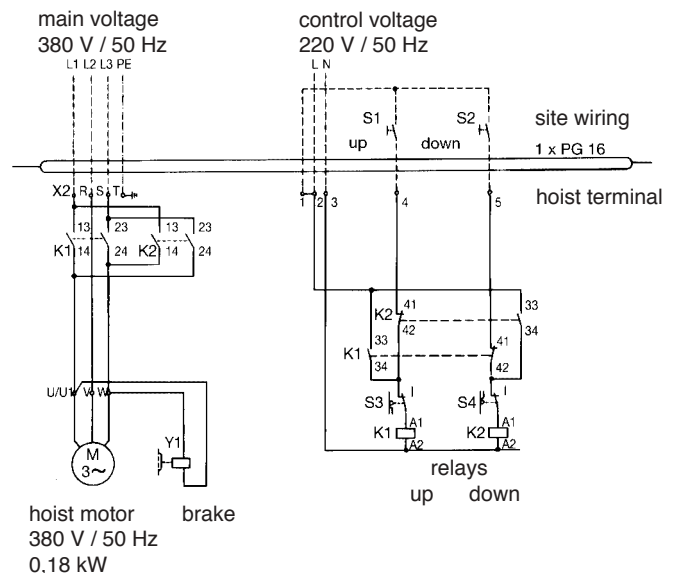 main voltage
380 V / 50 Hz
L1 L2 L3 PE
control voltage
220 V / 50 Hz
L N
S1
S2
up
down
site wiring
1 x PG 16
hoist terminal
X2 R S T
1 2 3 4 5
13 23 13 23
K1 14 24 K2 14 24
K2 41
42
33
34
K1 33
34
41
42
S3 I
S4 I
K1 A1
A2
K2 A1
A2
U/U1 V W
Y1
M
3~
relays
up down
hoist motor
380 V / 50 Hz
0,18 kW
brake